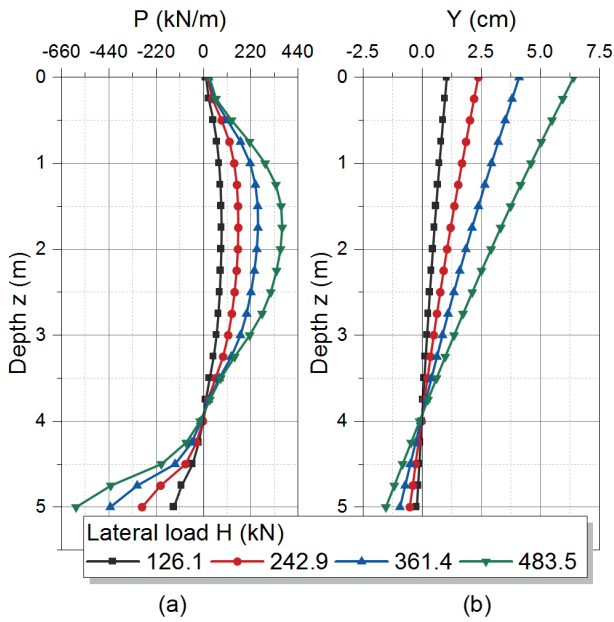 P (kN/m)
Y (cm)
-660 -440 -220 0 220 440
-2.5 0.0 2.5 5.0 7.5
0
1
2
3
4
5
Depth z (m)
0
1
2
3
4
5
Depth z (m)
Lateral load H (kN)
126.1 242.9 361.4 483.5
(a)
(b)